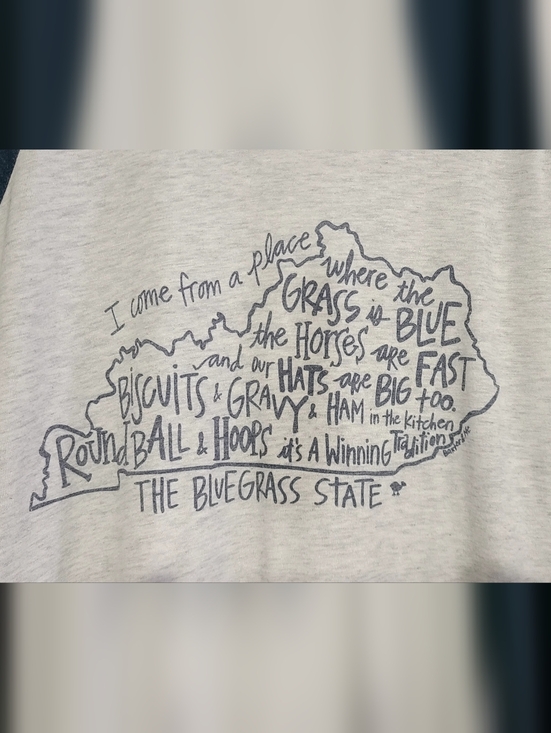 I come from a place
where the
GRASS is BLUE
the HORSES are FAST
and our HATS are BIG too.
BISCUITS & GRAVY & HAM in the kitchen
Round BALL & HOOPS it's A Winning Tradition
THE BLUEGRASS STATE